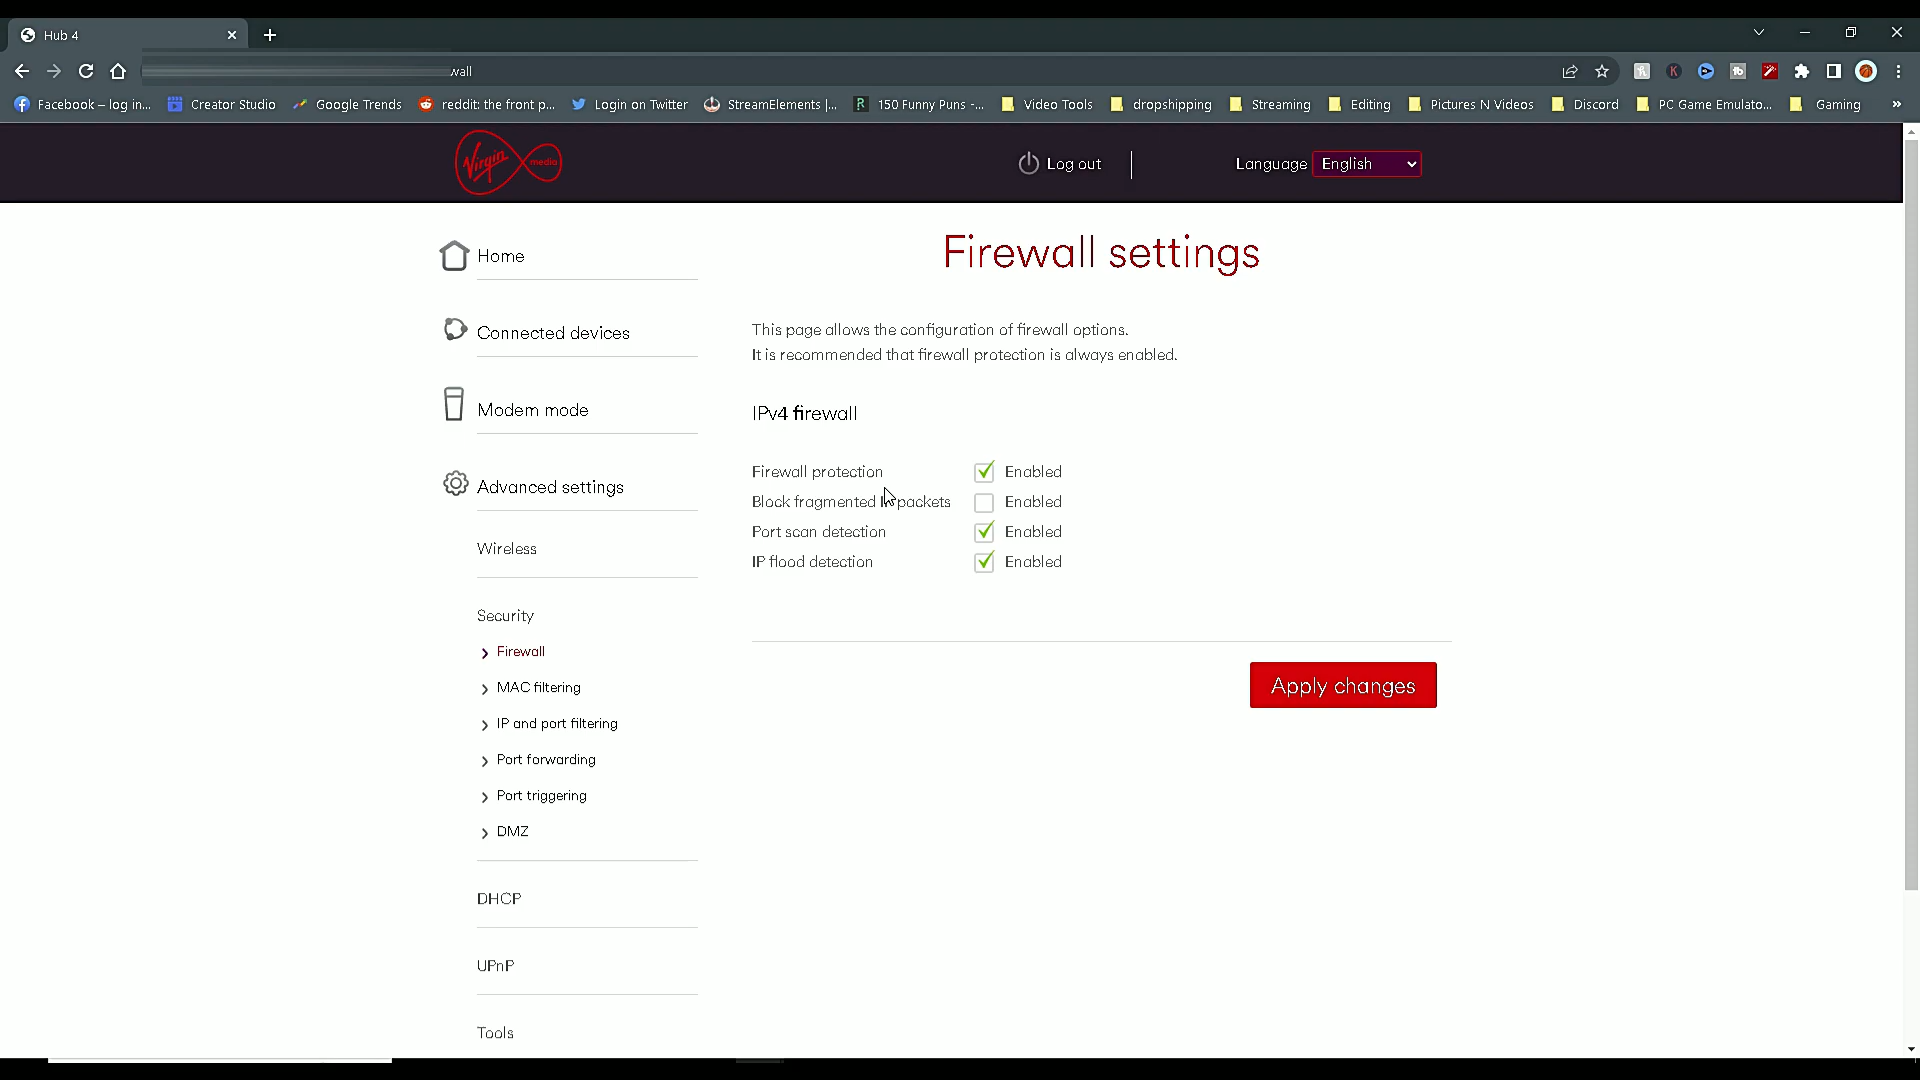 Hub 4
wall
Facebook – log in...
Creator Studio
Google Trends
reddit: the front p...
Login on Twitter
StreamElements |...
150 Funny Puns -...
Video Tools
dropshipping
Streaming
Editing
Pictures N Videos
Discord
PC Game Emulato...
Gaming
Virgin media
Log out
Language English
Home
Connected devices
Modem mode
Advanced settings
Wireless
Security
Firewall
MAC filtering
IP and port filtering
Port forwarding
Port triggering
DMZ
DHCP
UPnP
Tools
Firewall settings
This page allows the configuration of firewall options.
It is recommended that firewall protection is always enabled.
IPv4 firewall
Firewall protection Enabled
Block fragmented IP packets Enabled
Port scan detection Enabled
IP flood detection Enabled
Apply changes